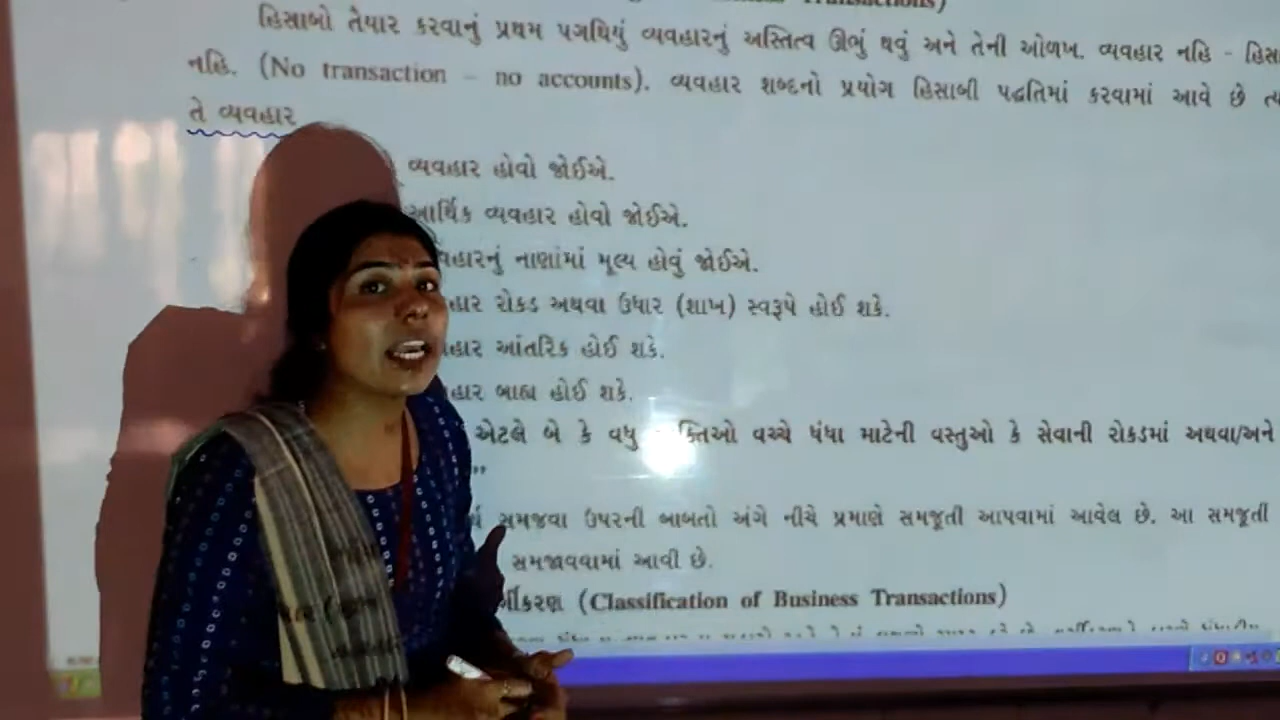 Transactions)
હિસાબો તૈયાર કરવાનું પ્રથમ પગથિયું વ્યવહારનું અસ્તિત્વ ઊભું થવું અને તેની ઓળખ. વ્યવહાર નહિ - હિસા
નહિ. (No transaction – no accounts). વ્યવહાર શબ્દનો પ્રયોગ હિસાબી પદ્ધતિમાં કરવામાં આવે છે ત્ય
તે વ્યવહાર
વ્યવહાર હોવો જોઈએ.
આર્થિક વ્યવહાર હોવો જોઈએ.
વહારનું નાણાંમાં મૂલ્ય હોવું જોઈએ.
હાર રોકડ અથવા ઉધાર (શાખ) સ્વરૂપે હોઈ શકે.
હાર આંતરિક હોઈ શકે.
હાર બાહ્ય હોઈ શકે.
એટલે બે કે વધુ ક્તિઓ વચ્ચે ધંધા માટેની વસ્તુઓ કે સેવાની રોકડમાં અથવા/અને
”
સમજવા ઉપરની બાબતો અંગે નીચે પ્રમાણે સમજૂતી આપવામાં આવેલ છે. આ સમજૂતી
સમજાવવામાં આવી છે.
ર્ગીકરણ (Classification of Business Transactions)